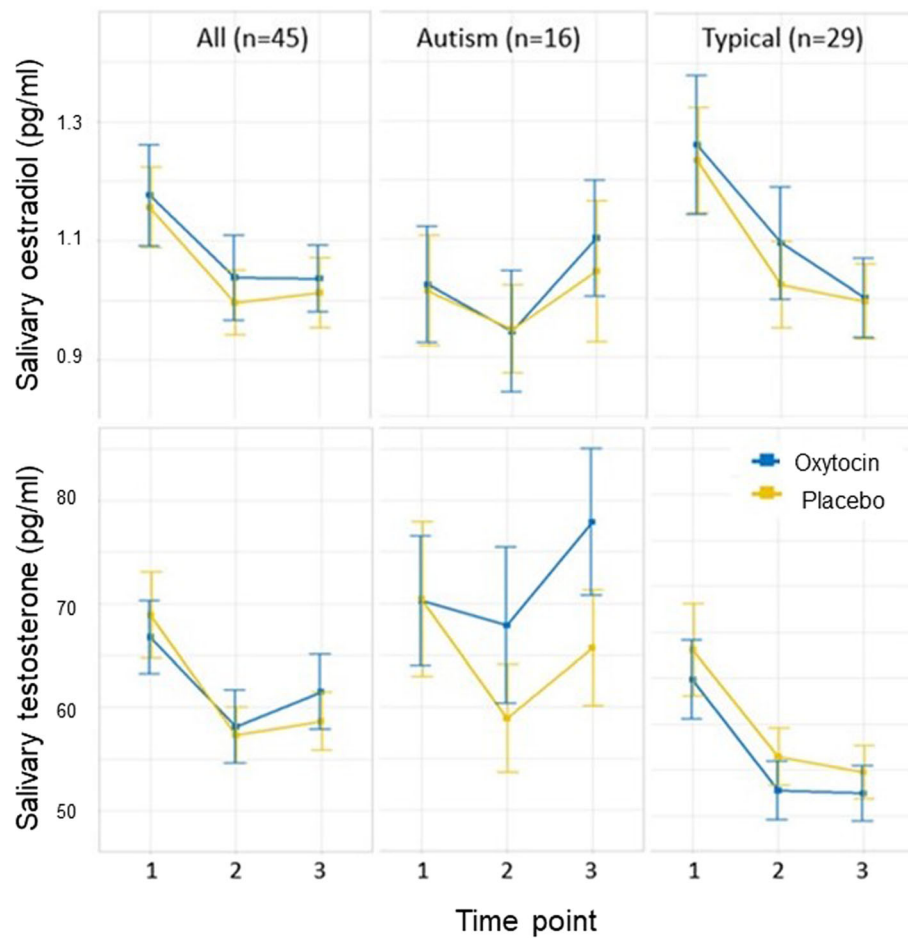 All (n=45)
Autism (n=16)
Typical (n=29)
Salivary oestradiol (pg/ml)
1.3
1.1
0.9
Salivary testosterone (pg/ml)
80
70
60
50
Oxytocin
Placebo
1 2 3
1 2 3
1 2 3
Time point